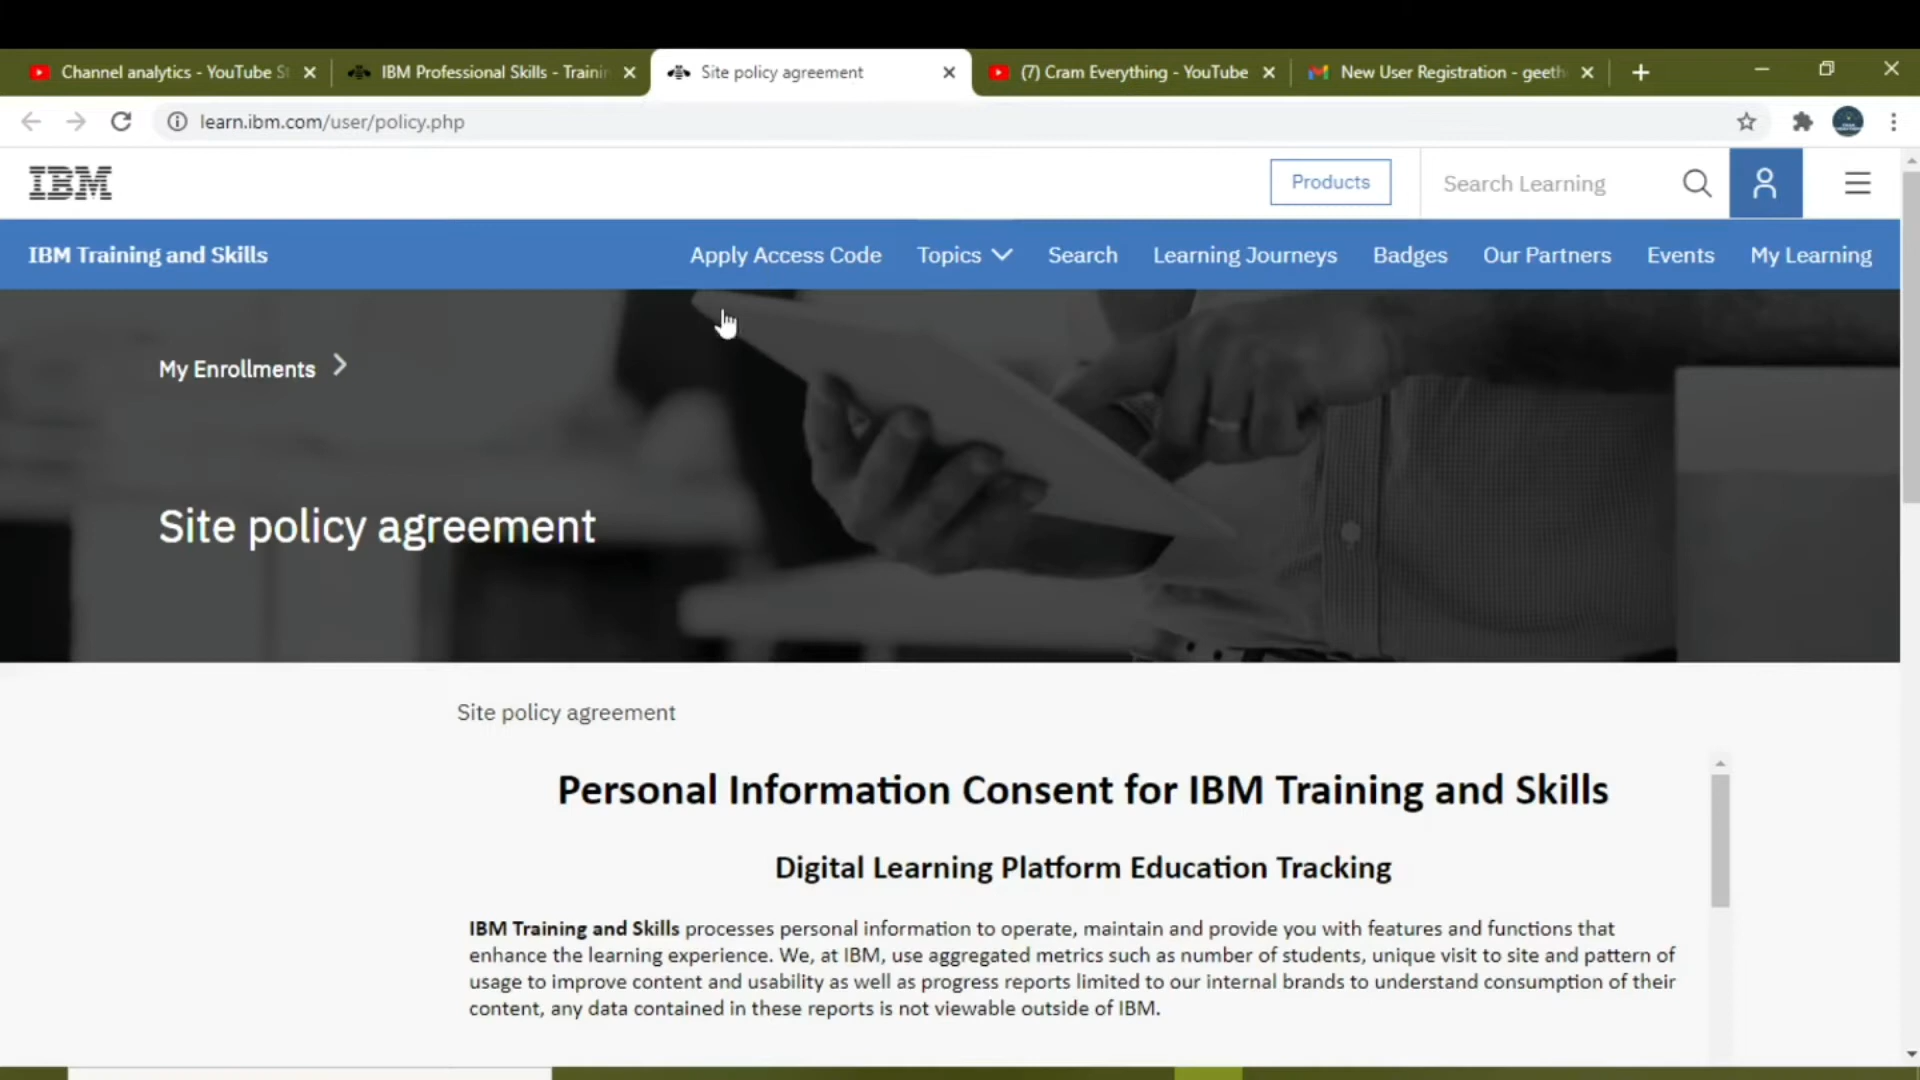 Channel analytics - YouTube St
IBM Professional Skills - Trainin
Site policy agreement
(7) Cram Everything - YouTube
New User Registration - geeth
learn.ibm.com/user/policy.php
IBM
Products
Search Learning
IBM Training and Skills
Apply Access Code
Topics
Search
Learning Journeys
Badges
Our Partners
Events
My Learning
My Enrollments
Site policy agreement
Site policy agreement
Personal Information Consent for IBM Training and Skills
Digital Learning Platform Education Tracking
IBM Training and Skills processes personal information to operate, maintain and provide you with features and functions that
enhance the learning experience. We, at IBM, use aggregated metrics such as number of students, unique visit to site and pattern of
usage to improve content and usability as well as progress reports limited to our internal brands to understand consumption of their
content, any data contained in these reports is not viewable outside of IBM.